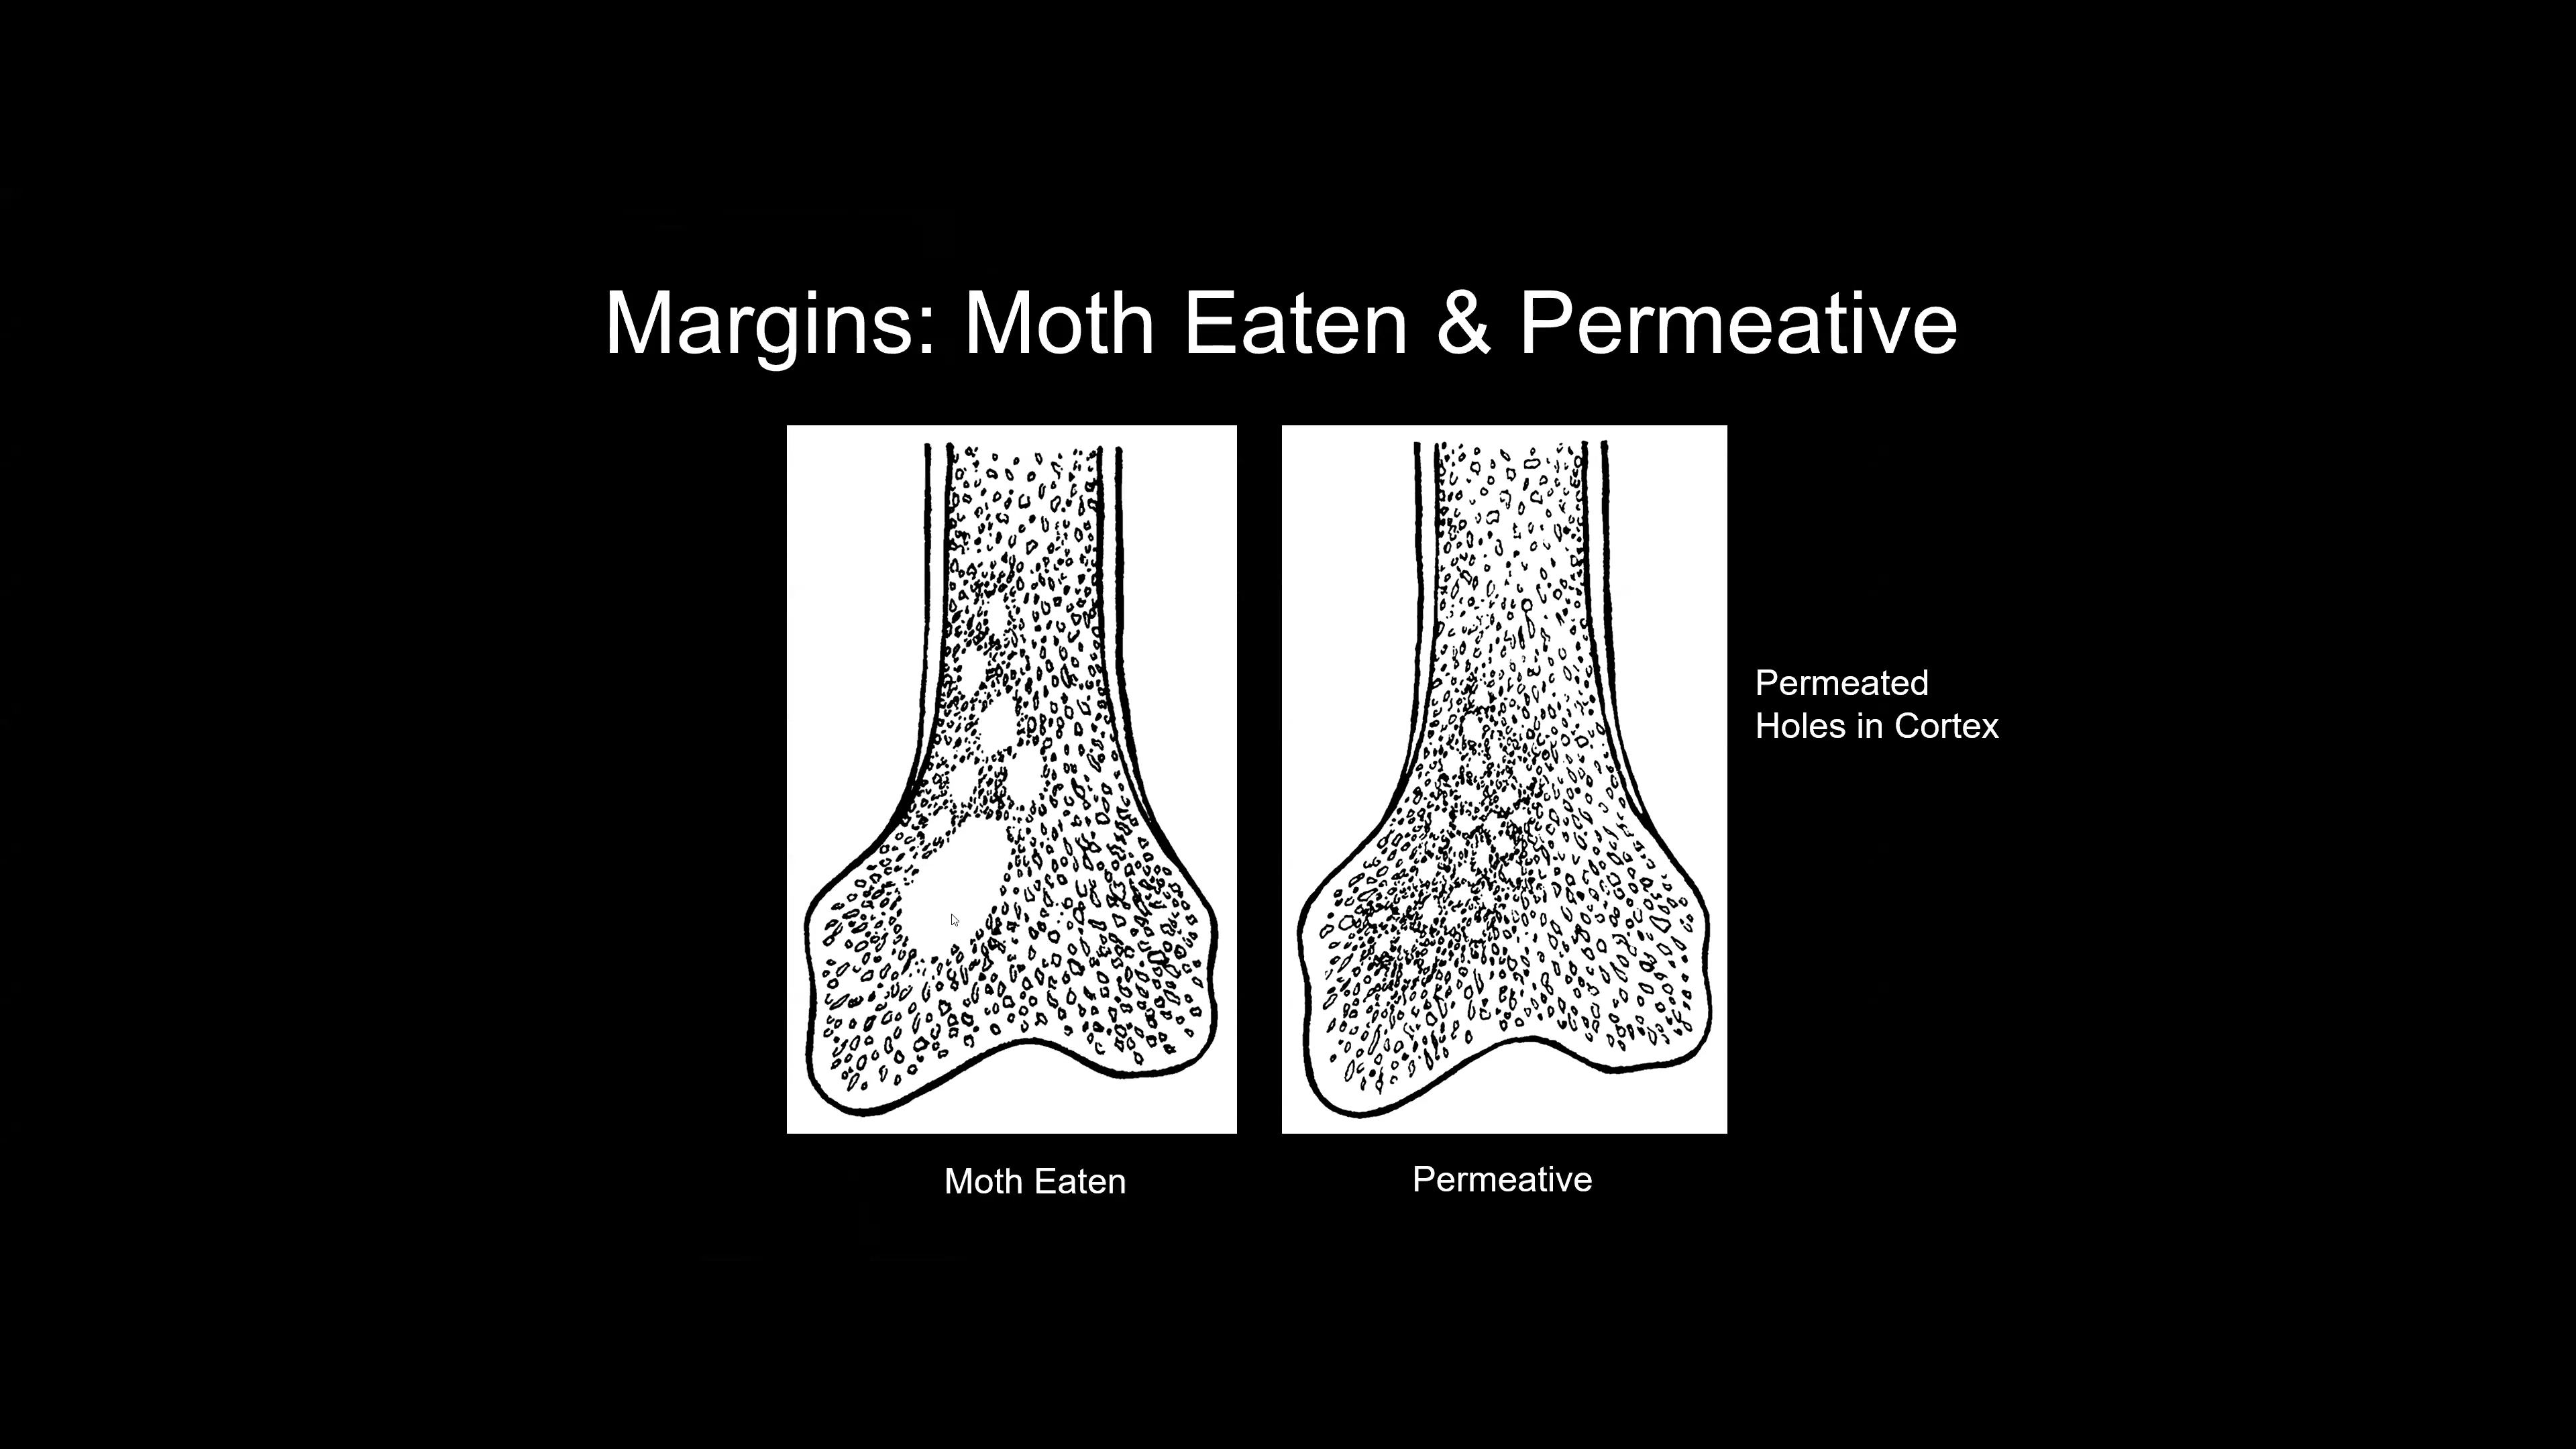 Margins: Moth Eaten & Permeative
Permeated
Holes in Cortex
Moth Eaten
Permeative